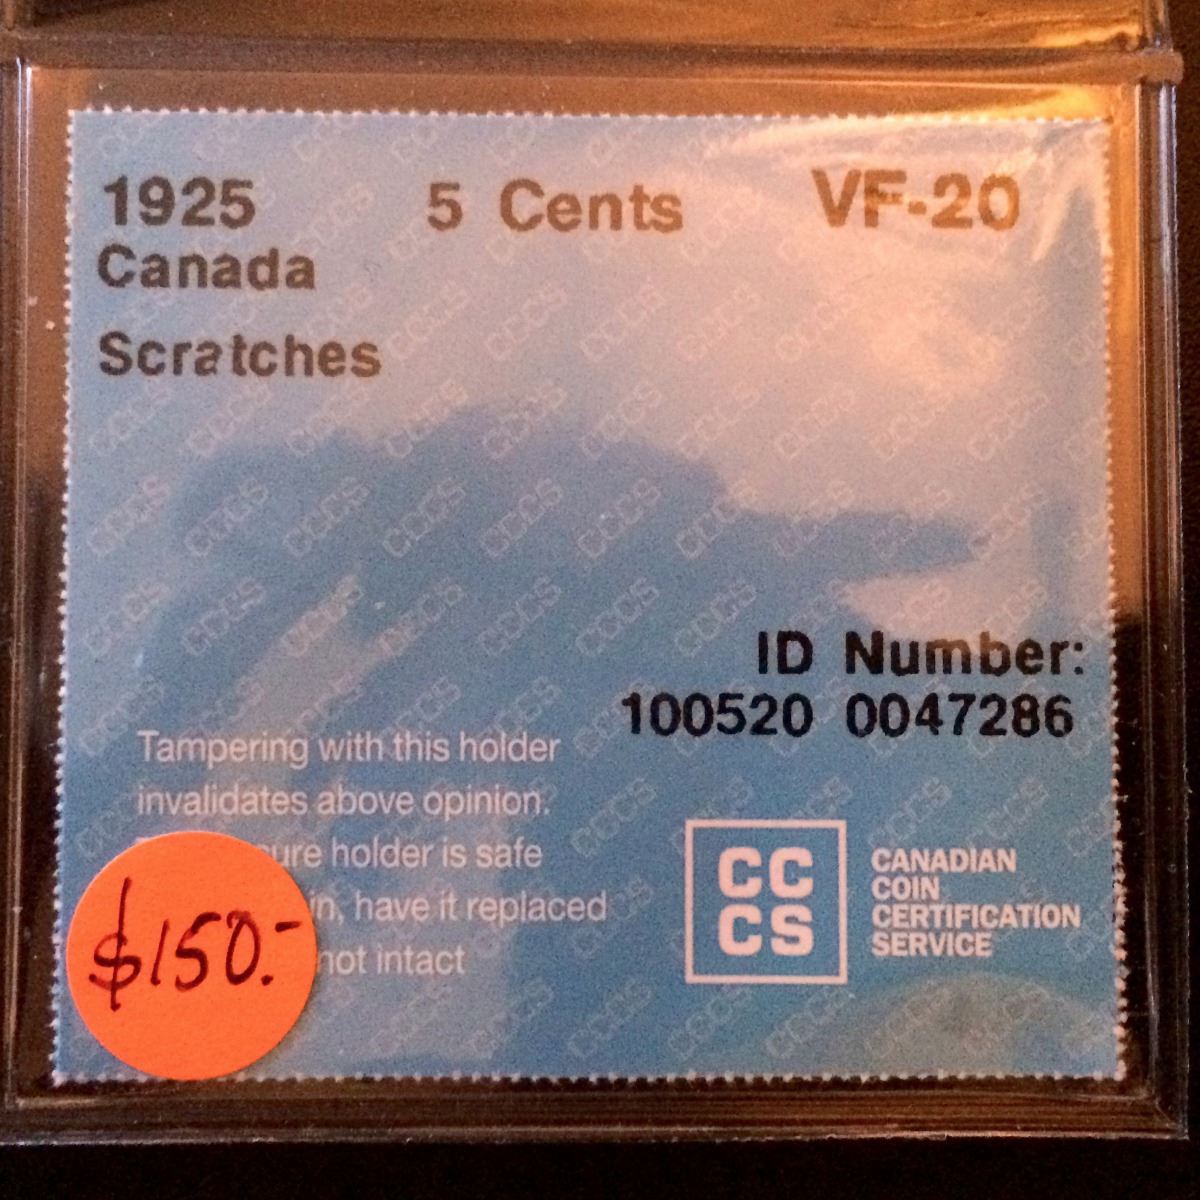 1925 5 Cents VF-20
Canada
Scratches
ID Number:
100520 0047286
Tampering with this holder
invalidates above opinion.
ure holder is safe
in, have it replaced
not intact
$150.-
CC
CS
CANADIAN
COIN
CERTIFICATION
SERVICE